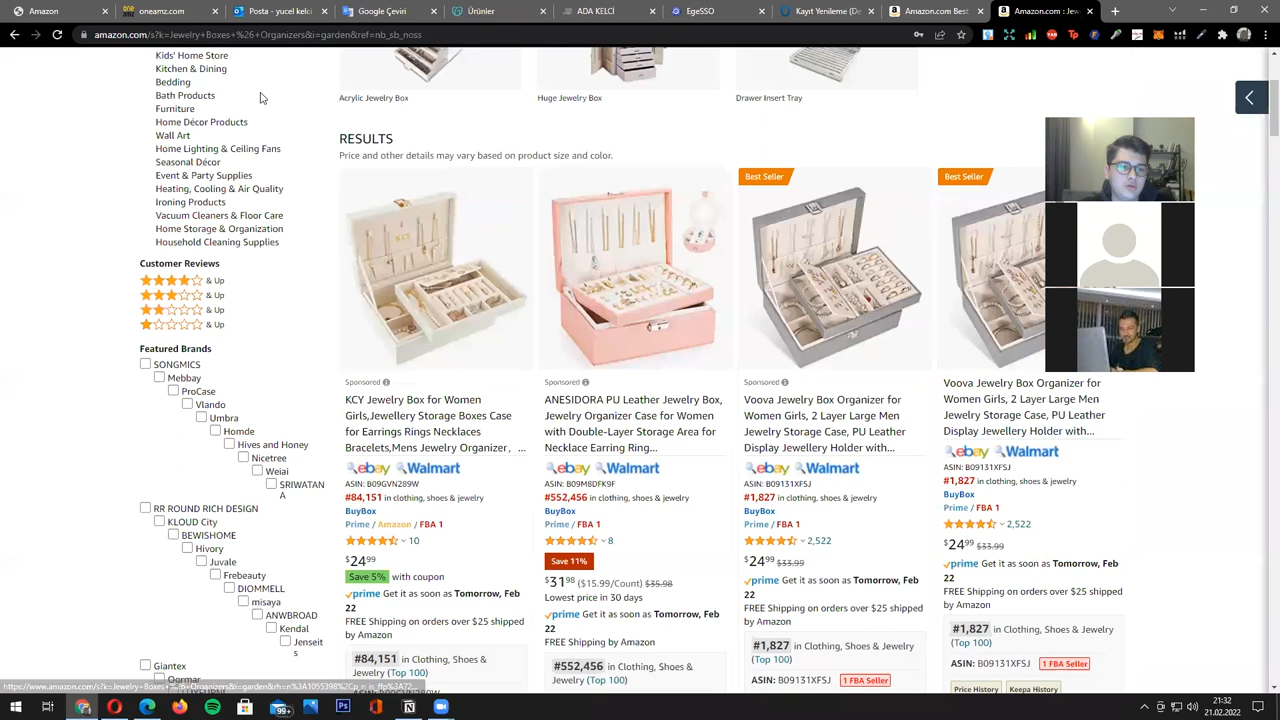 Amazon
Posta - yucel kelci
Google Çeviri
Ürünler
ADA KELCİ
EgeSSO
Kayıt Yenileme (De
Amazon.com Best Se
Amazon.com : Jew
amazon.com/s?k=Jewelry+Boxes+%26+Organizers&i=garden&ref=nb_sb_noss
Kids' Home Store
Kitchen & Dining
Bedding
Bath Products
Furniture
Home Décor Products
Wall Art
Home Lighting & Ceiling Fans
Seasonal Décor
Event & Party Supplies
Heating, Cooling & Air Quality
Ironing Products
Vacuum Cleaners & Floor Care
Home Storage & Organization
Household Cleaning Supplies
Customer Reviews
& Up
& Up
& Up
& Up
Featured Brands
SONGMICS
Mebbay
ProCase
Vlando
Umbra
Homde
Hives and Honey
Nicetree
Weiai
SRIWATAN
A
RR ROUND RICH DESIGN
KLOUD City
BEWISHOME
Hivory
Juvale
Frebeauty
DIOMMELL
misaya
ANWBROAD
Kendal
Jenseit
s
Giantex
Oormar
Acrylic Jewelry Box
Huge Jewelry Box
Drawer Insert Tray
RESULTS
Price and other details may vary based on product size and color.
Sponsored
KCY Jewelry Box for Women
Girls,Jewellery Storage Boxes Case
for Earrings Rings Necklaces
Bracelets,Mens Jewelry Organizer, ...
ebay Walmart
ASIN: B09GVN289W
#84,151 in clothing, shoes & jewelry
BuyBox
Prime / Amazon / FBA 1
10
$24 99
Save 5% with coupon
prime Get it as soon as Tomorrow, Feb
22
FREE Shipping on orders over $25 shipped
by Amazon
#84,151 in Clothing, Shoes &
Jewelry (Top 100)
Sponsored
ANESIDORA PU Leather Jewelry Box,
Jewelry Organizer Case for Women
with Double-Layer Storage Area for
Necklace Earring Ring...
ebay Walmart
ASIN: B09M8DFK9F
#552,456 in clothing, shoes & jewelry
BuyBox
Prime / FBA 1
8
Save 11%
$31 98 ($15.99/Count) $35.98
Lowest price in 30 days
prime Get it as soon as Tomorrow, Feb
22
FREE Shipping by Amazon
#552,456 in Clothing, Shoes &
Jewelry (Top 100)
Best Seller
Sponsored
Voova Jewelry Box Organizer for
Women Girls, 2 Layer Large Men
Jewelry Storage Case, PU Leather
Display Jewellery Holder with...
ebay Walmart
ASIN: B09131XFSJ
#1,827 in clothing, shoes & jewelry
BuyBox
Prime / FBA 1
2,522
$24 99 $33.99
prime Get it as soon as Tomorrow, Feb
22
FREE Shipping on orders over $25 shipped
by Amazon
#1,827 in Clothing, Shoes & Jewelry
(Top 100)
ASIN: B09131XFSJ 1 FBA Seller
Best Seller
Voova Jewelry Box Organizer for
Women Girls, 2 Layer Large Men
Jewelry Storage Case, PU Leather
Display Jewellery Holder with...
ebay Walmart
ASIN: B09131XFSJ
#1,827 in clothing, shoes & jewelry
BuyBox
Prime / FBA 1
2,522
$24 99 $33.99
prime Get it as soon as Tomorrow, Feb
22
FREE Shipping on orders over $25 shipped
by Amazon
#1,827 in Clothing, Shoes & Jewelry
(Top 100)
ASIN: B09131XFSJ 1 FBA Seller
Price History Keepa History
99+
21:32
21.02.2022